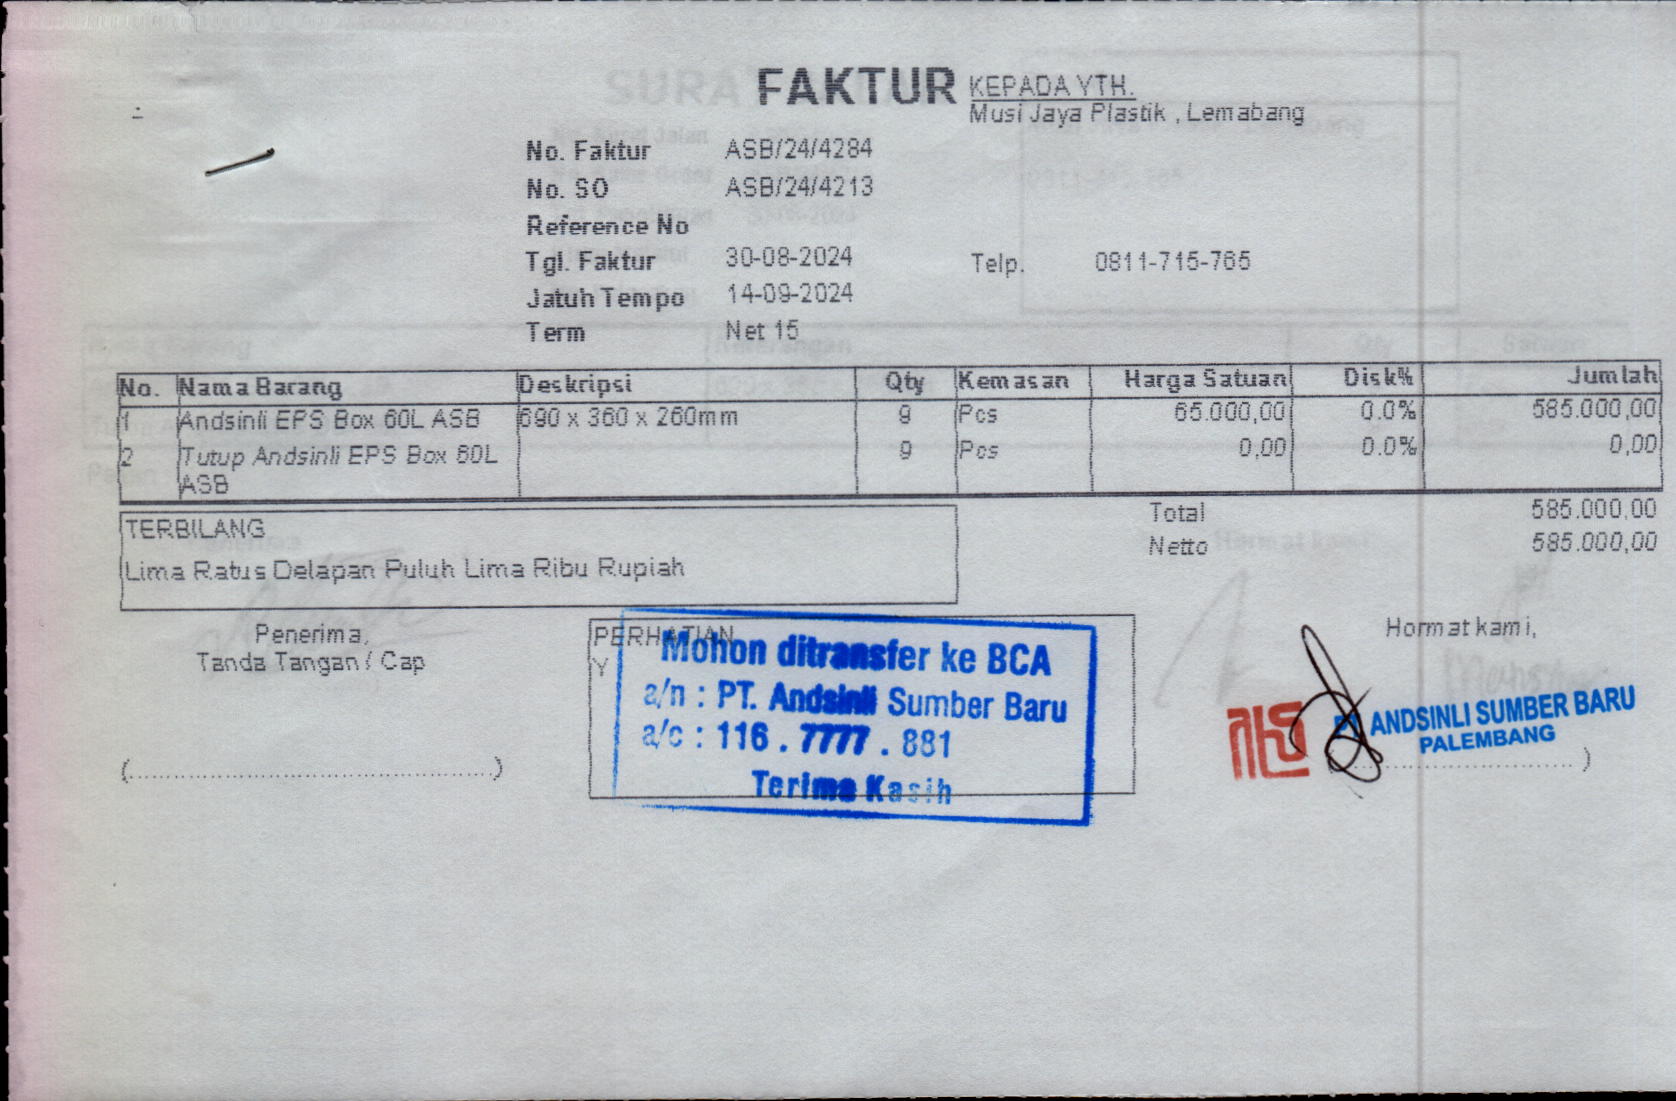 FAKTUR
KEPADA YTH.
Musi Jaya Plastik , Lemabang
No. Faktur ASB/24/4284
No. SO ASB/24/4213
Reference No
Tgl. Faktur 30-08-2024 Telp. 0811-715-765
Jatuh Tempo 14-09-2024
Term Net 15
No. Nama Barang Deskripsi Qty Kemasan Harga Satuan Disk% Jumlah
1 Andsinli EPS Box 60L ASB 690 x 360 x 260mm 9 Pcs 65.000,00 0.0% 585.000,00
2 Tutup Andsinli EPS Box 60L 9 Pcs 0,00 0.0% 0,00
ASB
Total 585.000,00
Netto 585.000,00
TERBILANG
Lima Ratus Delapan Puluh Lima Ribu Rupiah
Penerima,
Tanda Tangan / Cap
(..........................................)
PERHATIAN
Y
Mohon ditransfer ke BCA
a/n : PT. Andsinli Sumber Baru
a/c : 116 . 7777 . 881
Terima Kasih
Hormat kami,
PT ANDSINLI SUMBER BARU
PALEMBANG